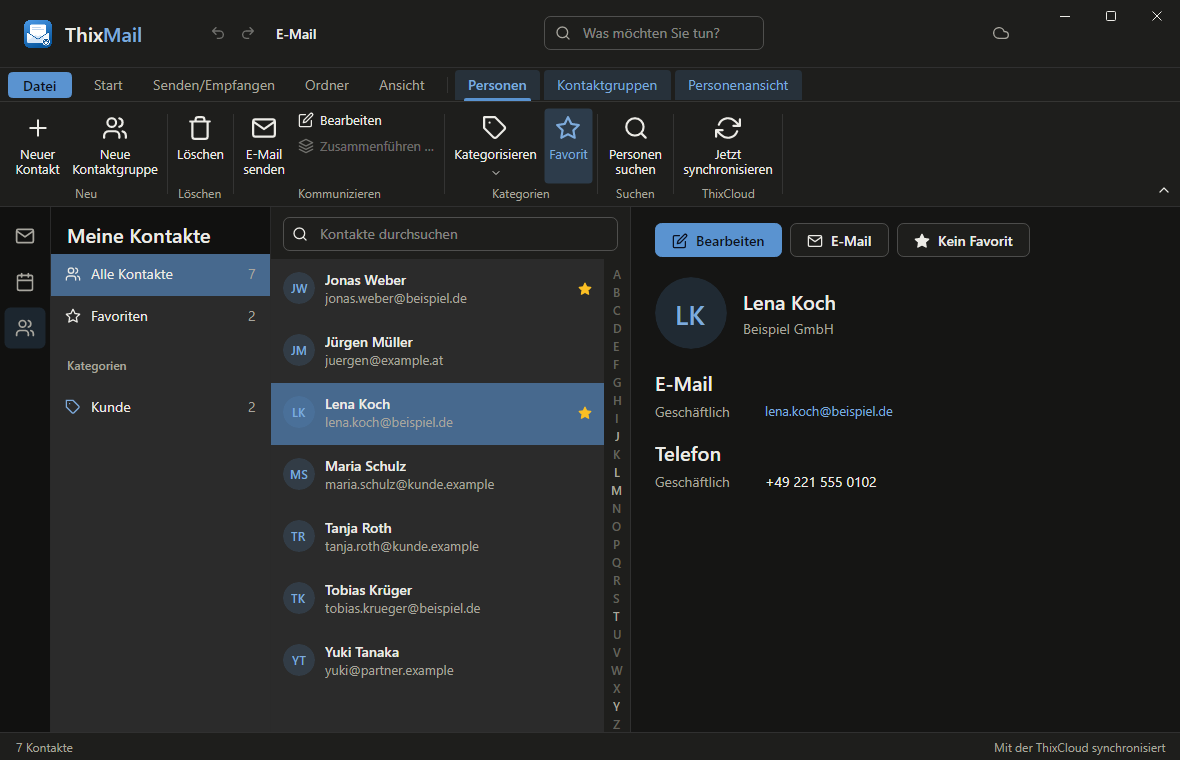 ThixMail
E-Mail
Was möchten Sie tun?
Datei
Start
Senden/Empfangen
Ordner
Ansicht
Personen
Kontaktgruppen
Personenansicht
Neuer
Kontakt
Neue
Kontaktgruppe
Neu
Löschen
Löschen
E-Mail
senden
Bearbeiten
Zusammenführen ...
Kommunizieren
Kategorisieren
Favorit
Kategorien
Personen
suchen
Suchen
Jetzt
synchronisieren
ThixCloud
Meine Kontakte
Alle Kontakte 7
Favoriten 2
Kategorien
Kunde 2
Kontakte durchsuchen
JW
Jonas Weber
jonas.weber@beispiel.de
JM
Jürgen Müller
juergen@example.at
LK
Lena Koch
lena.koch@beispiel.de
MS
Maria Schulz
maria.schulz@kunde.example
TR
Tanja Roth
tanja.roth@kunde.example
TK
Tobias Krüger
tobias.krueger@beispiel.de
YT
Yuki Tanaka
yuki@partner.example
A
B
C
D
E
F
G
H
I
J
K
L
M
N
O
P
Q
R
S
T
U
V
W
X
Y
Z
Bearbeiten
E-Mail
Kein Favorit
LK
Lena Koch
Beispiel GmbH
E-Mail
Geschäftlich lena.koch@beispiel.de
Telefon
Geschäftlich +49 221 555 0102
7 Kontakte
Mit der ThixCloud synchronisiert